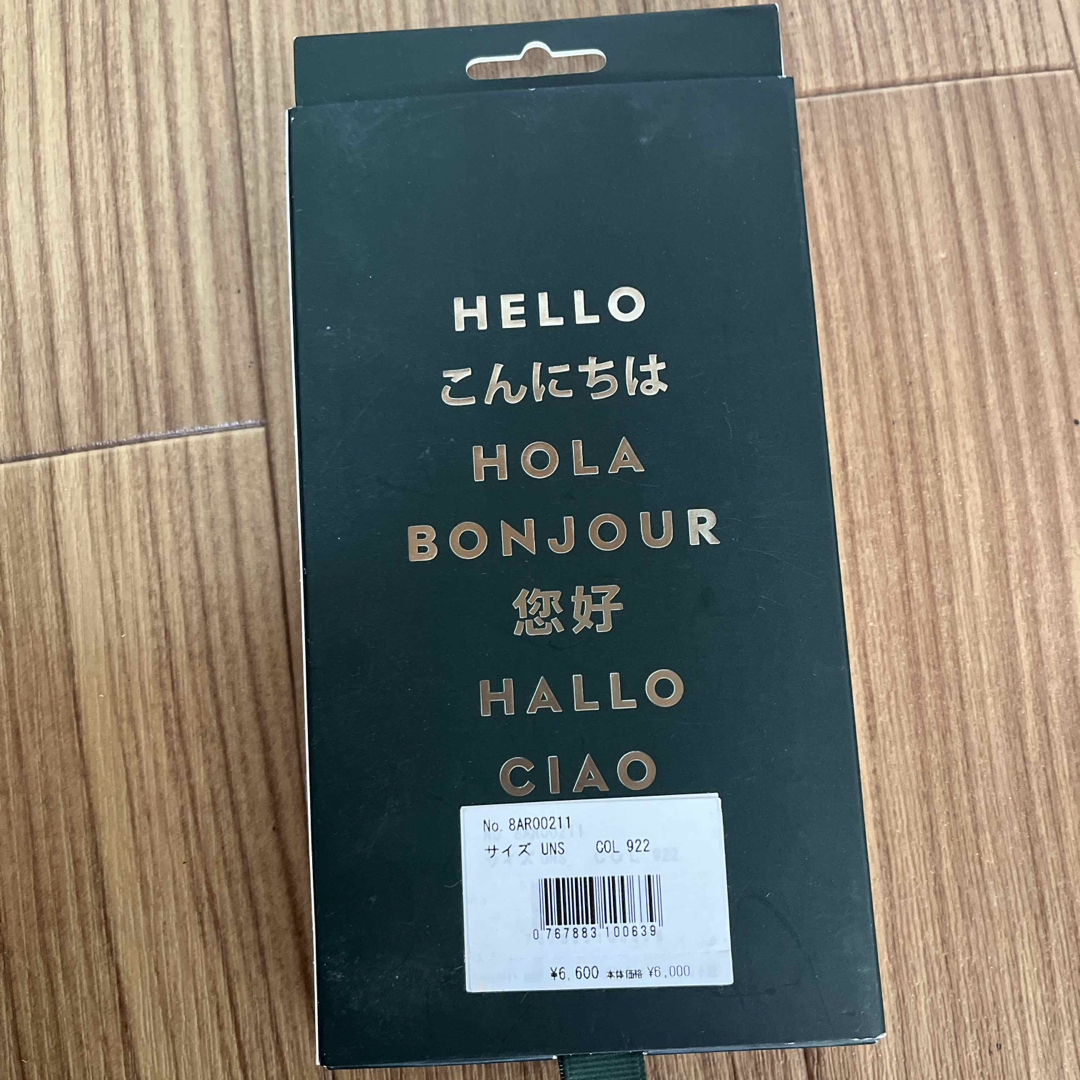 HELLO
こんにちは
HOLA
BONJOUR
您好
HALLO
CIAO
No. 8AR00211
サイズ UNS COL 922
0 767883 100639
¥6,600 本体価格 ¥6,000